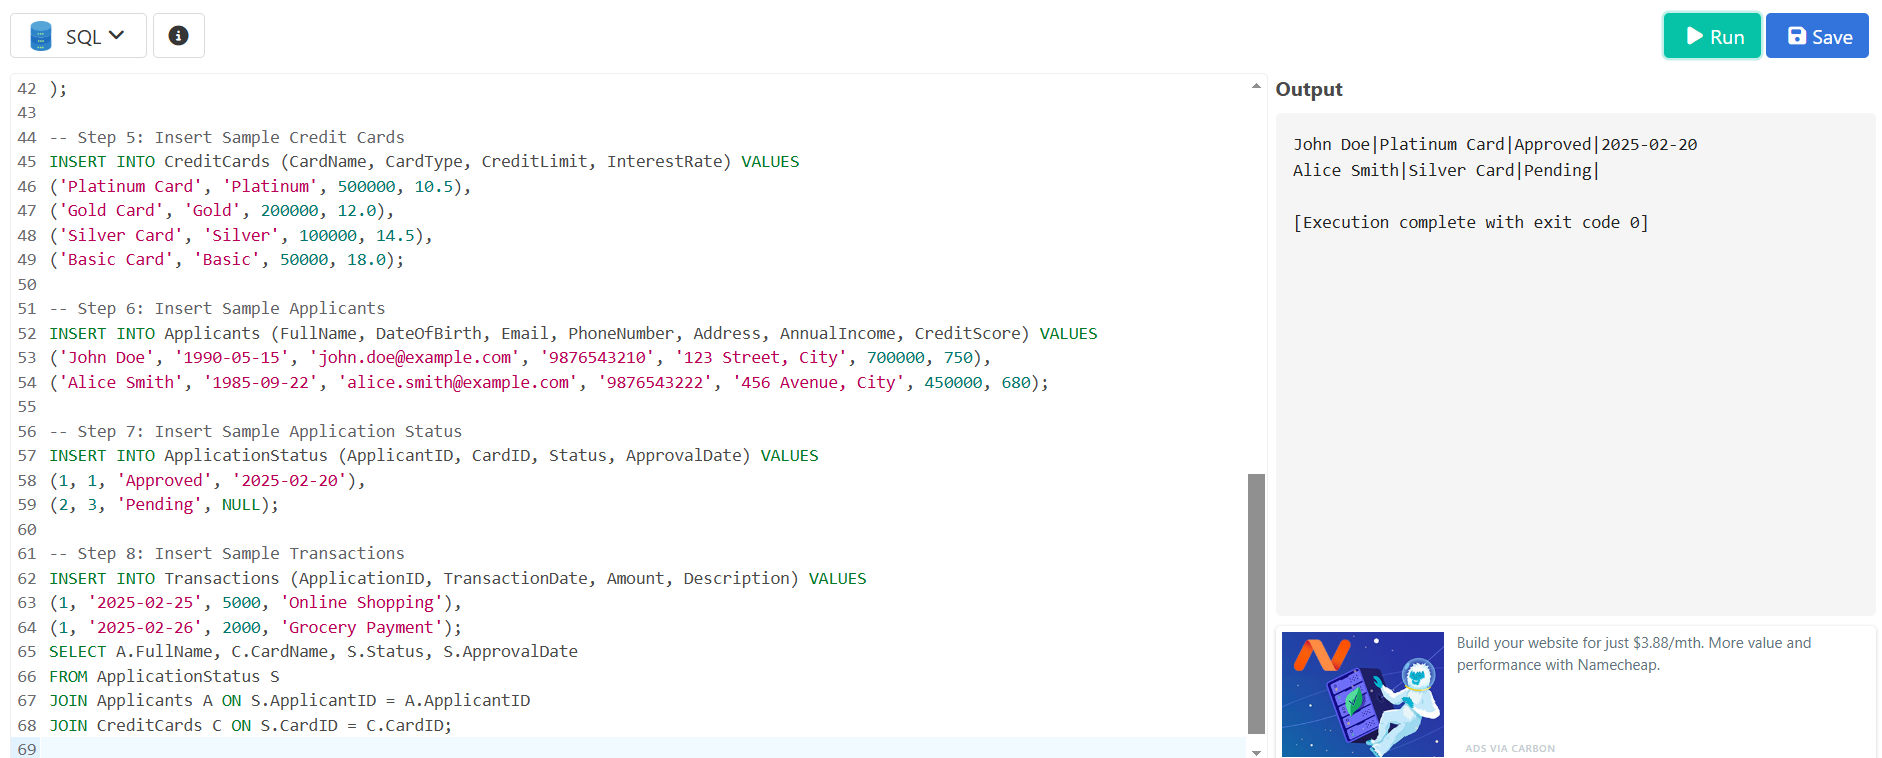 SQL
Run
Save
42 );
43
44 -- Step 5: Insert Sample Credit Cards
45 INSERT INTO CreditCards (CardName, CardType, CreditLimit, InterestRate) VALUES
46 ('Platinum Card', 'Platinum', 500000, 10.5),
47 ('Gold Card', 'Gold', 200000, 12.0),
48 ('Silver Card', 'Silver', 100000, 14.5),
49 ('Basic Card', 'Basic', 50000, 18.0);
50
51 -- Step 6: Insert Sample Applicants
52 INSERT INTO Applicants (FullName, DateOfBirth, Email, PhoneNumber, Address, AnnualIncome, CreditScore) VALUES
53 ('John Doe', '1990-05-15', 'john.doe@example.com', '9876543210', '123 Street, City', 700000, 750),
54 ('Alice Smith', '1985-09-22', 'alice.smith@example.com', '9876543222', '456 Avenue, City', 450000, 680);
55
56 -- Step 7: Insert Sample Application Status
57 INSERT INTO ApplicationStatus (ApplicantID, CardID, Status, ApprovalDate) VALUES
58 (1, 1, 'Approved', '2025-02-20'),
59 (2, 3, 'Pending', NULL);
60
61 -- Step 8: Insert Sample Transactions
62 INSERT INTO Transactions (ApplicationID, TransactionDate, Amount, Description) VALUES
63 (1, '2025-02-25', 5000, 'Online Shopping'),
64 (1, '2025-02-26', 2000, 'Grocery Payment');
65 SELECT A.FullName, C.CardName, S.Status, S.ApprovalDate
66 FROM ApplicationStatus S
67 JOIN Applicants A ON S.ApplicantID = A.ApplicantID
68 JOIN CreditCards C ON S.CardID = C.CardID;
69
Output
John Doe|Platinum Card|Approved|2025-02-20
Alice Smith|Silver Card|Pending|
[Execution complete with exit code 0]
Build your website for just $3.88/mth. More value and
performance with Namecheap.
ADS VIA CARBON